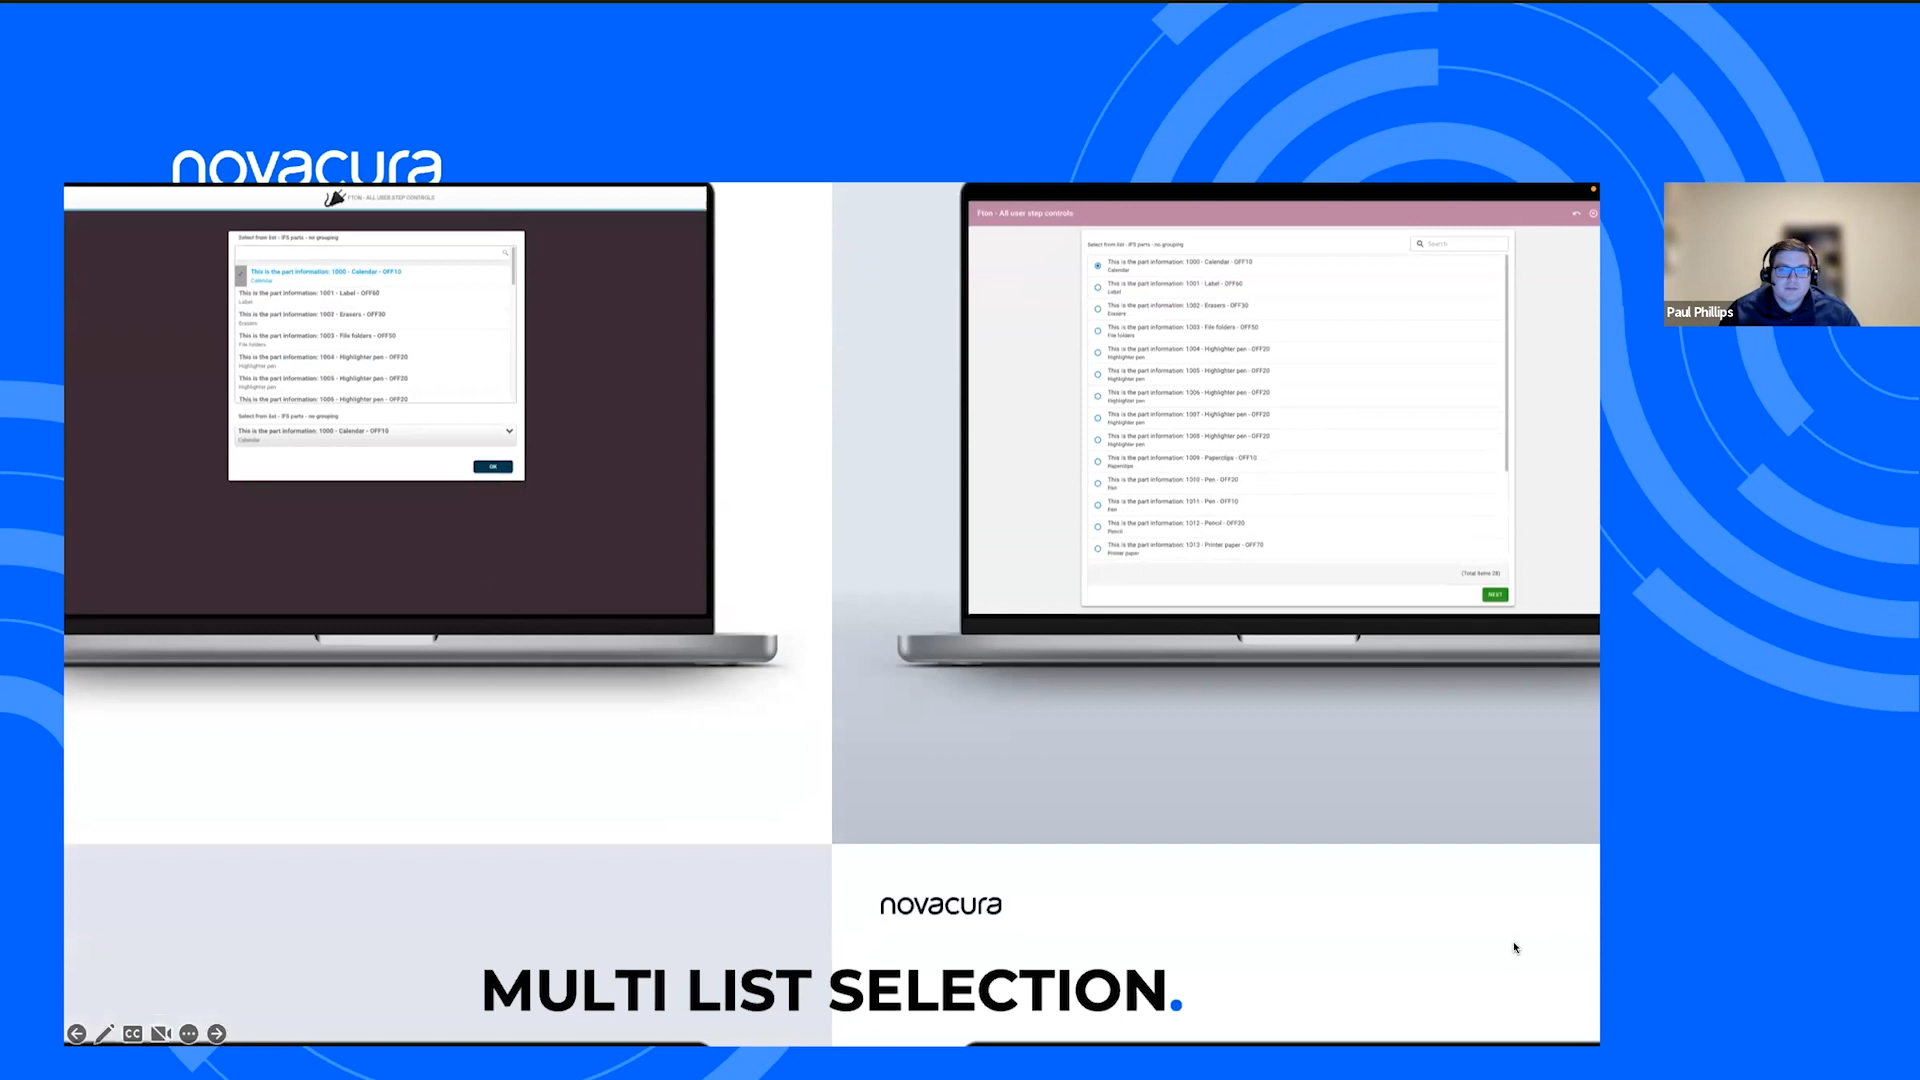 novacura
FTON - ALL USER STEP CONTROLS
Select from list - IFS parts - no grouping
This is the part information: 1000 - Calendar - OFF10
Calendar
This is the part information: 1001 - Label - OFF60
Label
This is the part information: 1002 - Erasers - OFF30
Erasers
This is the part information: 1003 - File folders - OFF50
File folders
This is the part information: 1004 - Highlighter pen - OFF20
Highlighter pen
This is the part information: 1005 - Highlighter pen - OFF20
Highlighter pen
This is the part information: 1006 - Highlighter pen - OFF20
Select from list - IFS parts - no grouping
This is the part information: 1000 - Calendar - OFF10
Calendar
OK
Fton - All user step controls
Select from list - IFS parts - no grouping
Search
This is the part information: 1000 - Calendar - OFF10
Calendar
This is the part information: 1001 - Label - OFF60
Label
This is the part information: 1002 - Erasers - OFF30
Erasers
This is the part information: 1003 - File folders - OFF50
File folders
This is the part information: 1004 - Highlighter pen - OFF20
Highlighter pen
This is the part information: 1005 - Highlighter pen - OFF20
Highlighter pen
This is the part information: 1006 - Highlighter pen - OFF20
Highlighter pen
This is the part information: 1007 - Highlighter pen - OFF20
Highlighter pen
This is the part information: 1008 - Highlighter pen - OFF20
Highlighter pen
This is the part information: 1009 - Paperclips - OFF10
Paperclips
This is the part information: 1010 - Pen - OFF20
Pen
This is the part information: 1011 - Pen - OFF10
Pen
This is the part information: 1012 - Pencil - OFF20
Pencil
This is the part information: 1013 - Printer paper - OFF70
Printer paper
(Total items 28)
NEXT
Paul Phillips
novacura
MULTI LIST SELECTION.
CC